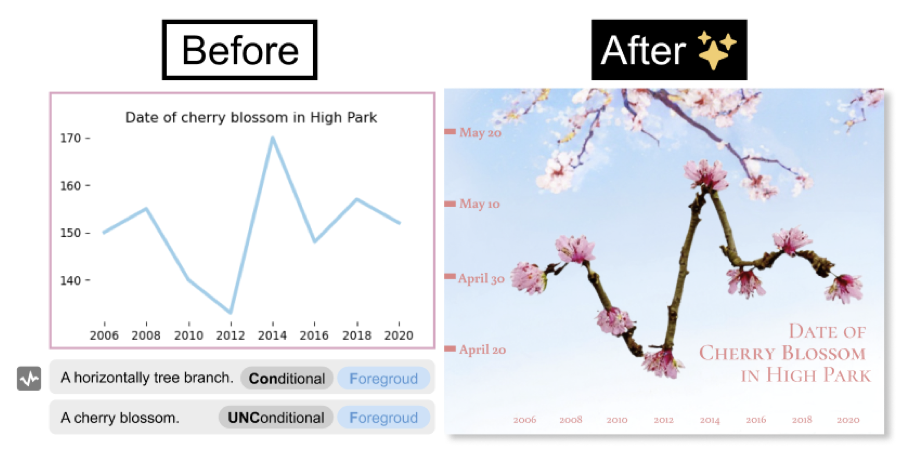 Before
After
Date of cherry blossom in High Park
170
160
150
140
2006 2008 2010 2012 2014 2016 2018 2020
A horizontally tree branch. Conditional Foregroud
A cherry blossom. UNConditional Foregroud
May 20
May 10
April 30
April 20
Date of
Cherry Blossom
in High Park
2006 2008 2010 2012 2014 2016 2018 2020